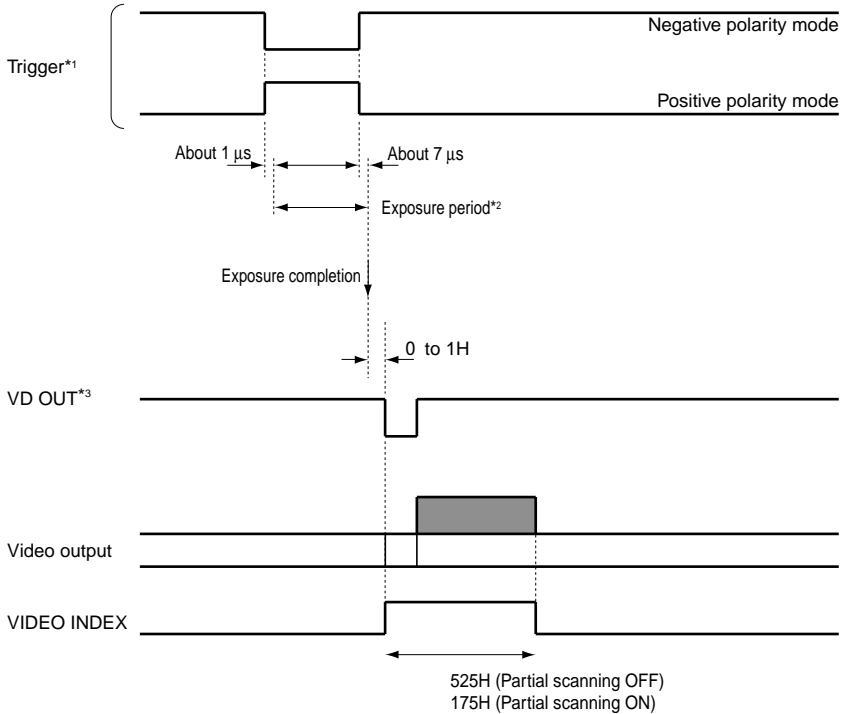 Negative polarity mode
Trigger*1
Positive polarity mode
About 1 µs
About 7 µs
Exposure period*2
Exposure completion
0 to 1H
VD OUT*3
Video output
VIDEO INDEX
525H (Partial scanning OFF)
175H (Partial scanning ON)